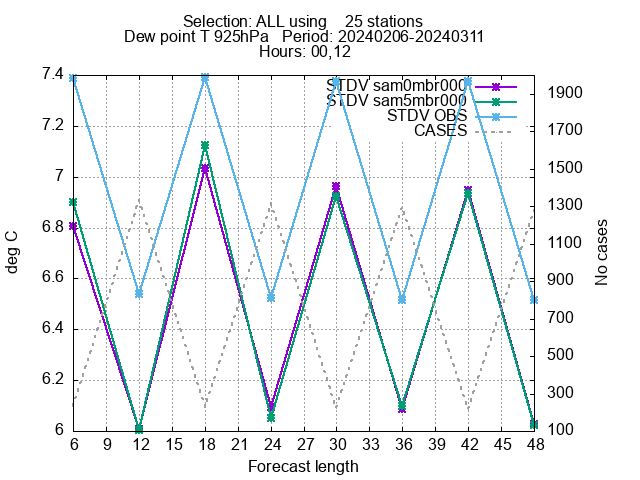 Selection: ALL using    25 stations
Dew point T 925hPa   Period: 20240206-20240311
Hours: 00,12
STDV sam0mbr000
STDV sam5mbr000
STDV OBS
CASES
7.4
7.2
7
6.8
6.6
6.4
6.2
6
1900
1700
1500
1300
1100
900
700
500
300
100
deg C
No cases
6 9 12 15 18 21 24 27 30 33 36 39 42 45 48
Forecast length